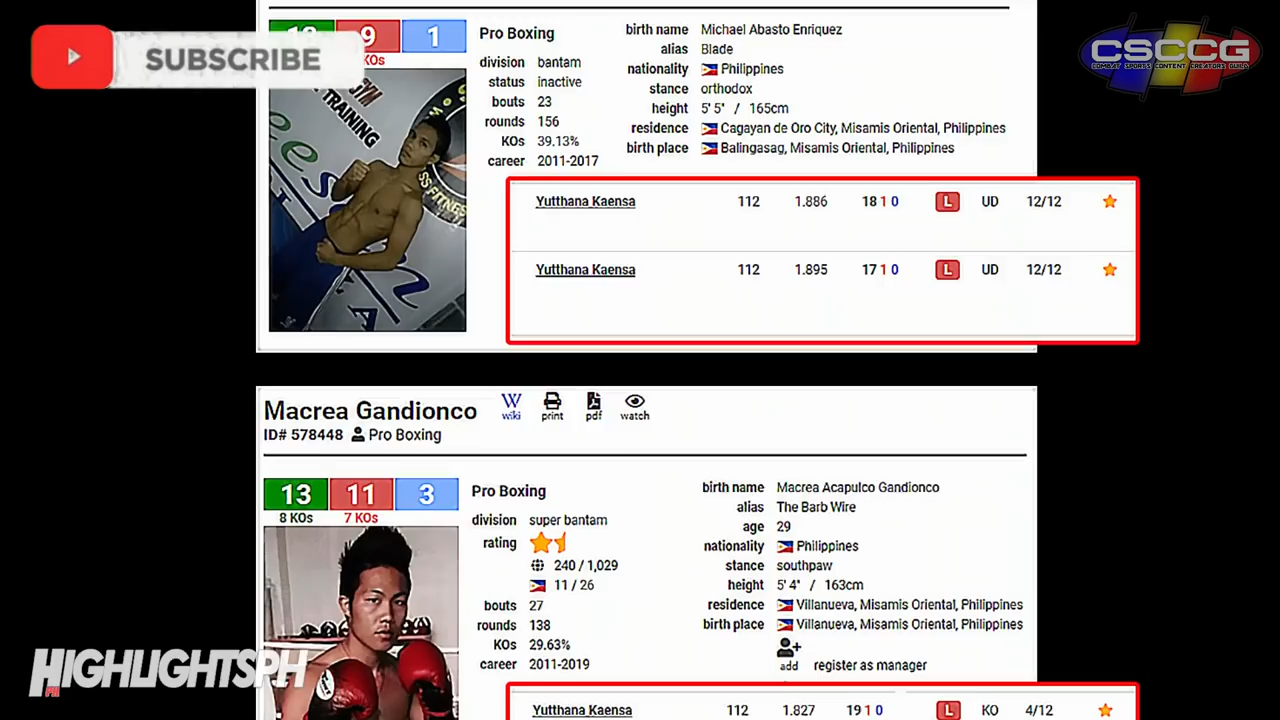 SUBSCRIBE
9 1
KOs
Pro Boxing
division bantam
status inactive
bouts 23
rounds 156
KOs 39.13%
career 2011-2017
birth name Michael Abasto Enriquez
alias Blade
nationality Philippines
stance orthodox
height 5' 5" / 165cm
residence Cagayan de Oro City, Misamis Oriental, Philippines
birth place Balingasag, Misamis Oriental, Philippines
CSCCG
COMBAT SPORTS CONTENT CREATORS GUILD
GYM
TRAINING
SS FITNESS
Yutthana Kaensa 112 1.886 18 1 0 L UD 12/12
Yutthana Kaensa 112 1.895 17 1 0 L UD 12/12
Macrea Gandionco
wiki print pdf watch
ID# 578448 Pro Boxing
13 11 3
8 KOs 7 KOs
Pro Boxing
division super bantam
rating
240 / 1,029
11 / 26
bouts 27
rounds 138
KOs 29.63%
career 2011-2019
birth name Macrea Acapulco Gandionco
alias The Barb Wire
age 29
nationality Philippines
stance southpaw
height 5' 4" / 163cm
residence Villanueva, Misamis Oriental, Philippines
birth place Villanueva, Misamis Oriental, Philippines
add register as manager
HIGHLIGHTSPH
PH
Yutthana Kaensa 112 1.827 19 1 0 L KO 4/12